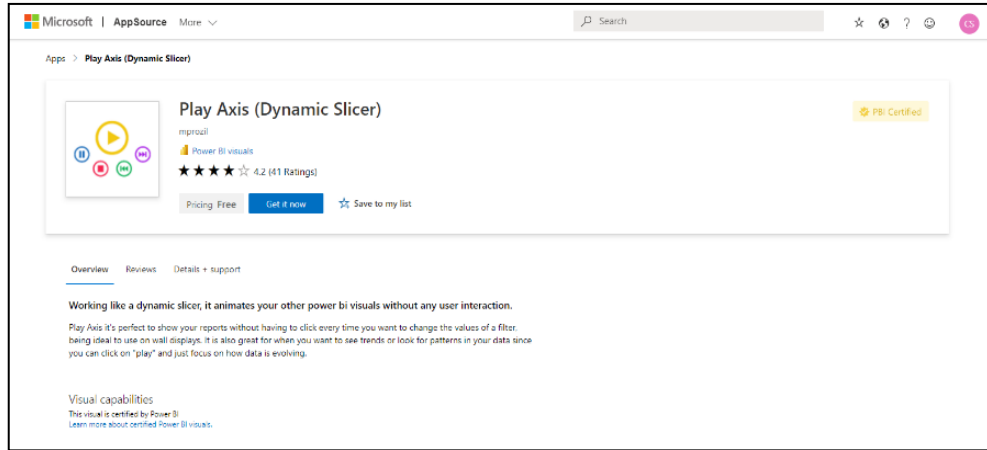 Microsoft | AppSource More
Search
?
CS
Apps > Play Axis (Dynamic Slicer)
Play Axis (Dynamic Slicer)
mprozil
Power BI visuals
4.2 (41 Ratings)
PBI Certified
Pricing Free
Get it now
Save to my list
Overview Reviews Details + support
Working like a dynamic slicer, it animates your other power bi visuals without any user interaction.
Play Axis it's perfect to show your reports without having to click every time you want to change the values of a filter,
being ideal to use on wall displays. It is also great for when you want to see trends or look for patterns in your data since
you can click on "play" and just focus on how data is evolving.
Visual capabilities
This visual is certified by Power BI
Learn more about certified Power BI visuals.